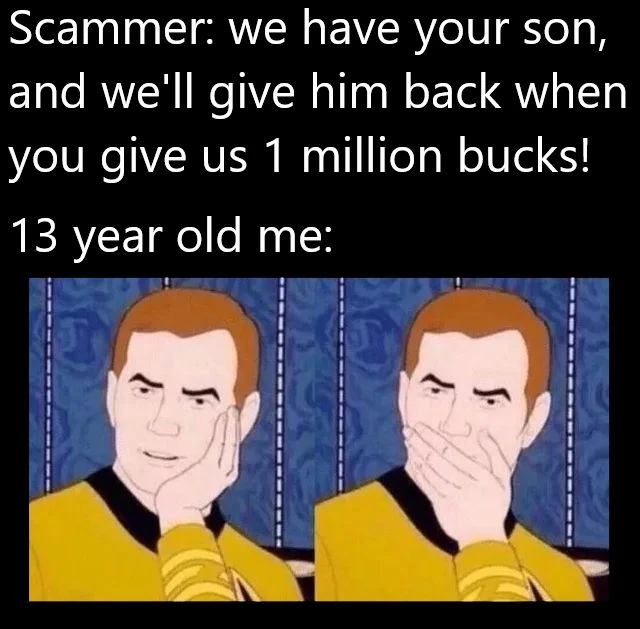 Scammer: we have your son,
and we'll give him back when
you give us 1 million bucks!
13 year old me: